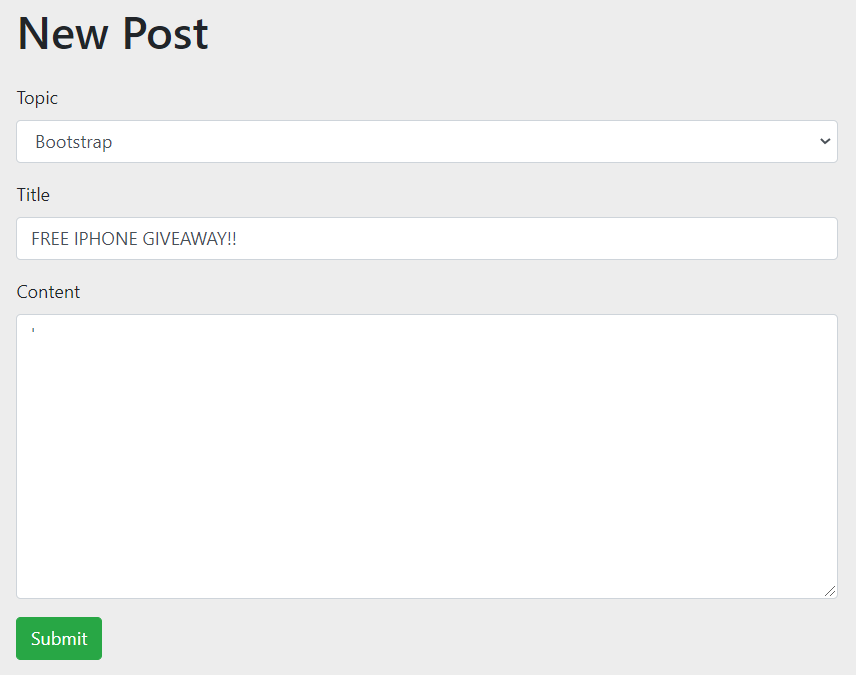 New Post
Topic
Bootstrap
Title
FREE IPHONE GIVEAWAY!!
Content
'
Submit